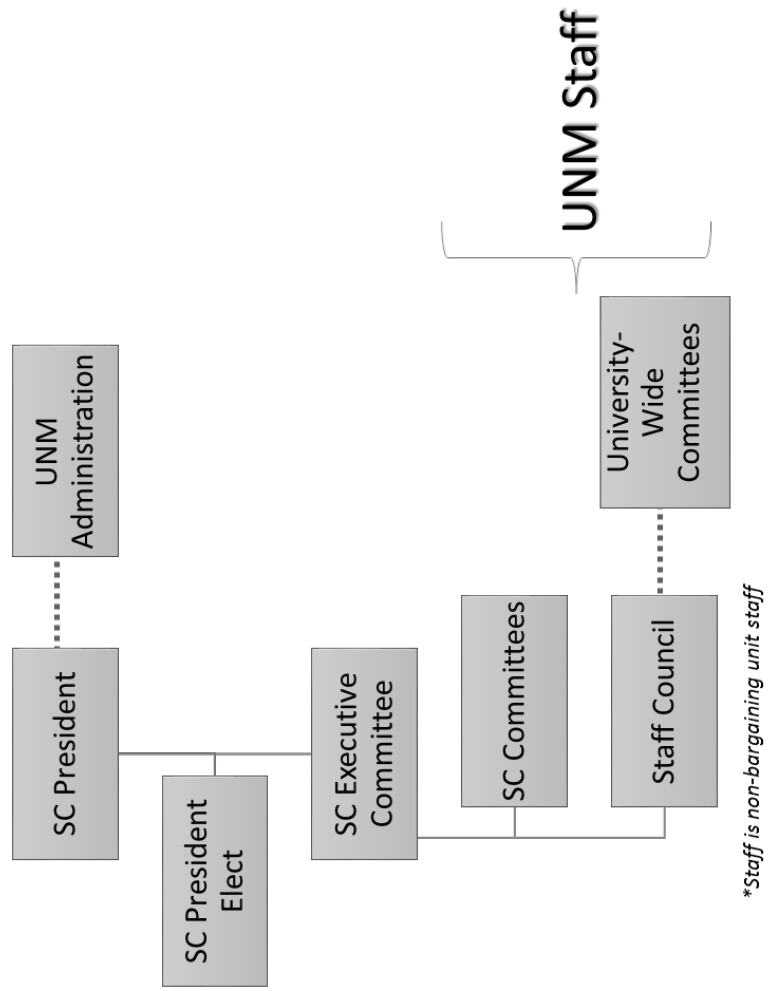 SC President
UNM
Administration
SC President
Elect
SC Executive
Committee
SC Committees
Staff Council
University-
Wide
Committees
UNM Staff
*Staff is non-bargaining unit staff